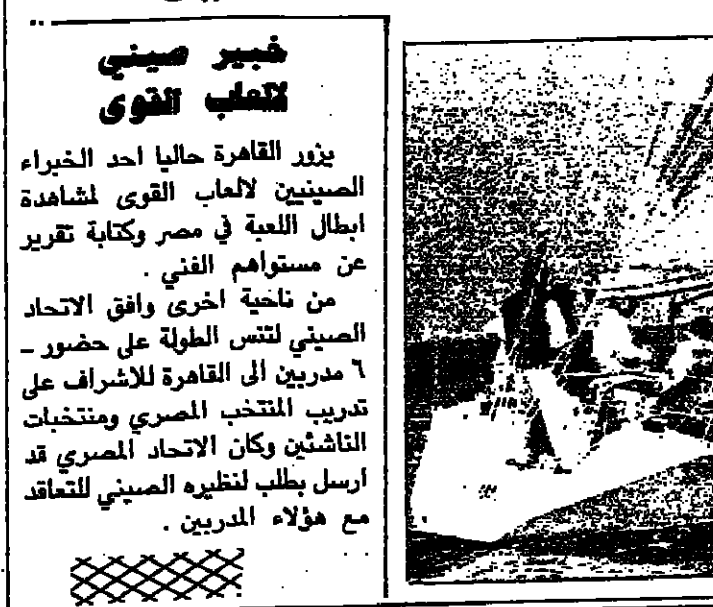 خبير صيني
لالعاب القوى
يزور القاهرة حاليا احد الخبراء
الصينيين لالعاب القوى لمشاهدة
ابطال اللعبة في مصر وكتابة تقرير
عن مستواهم الفني .
من ناحية اخرى وافق الاتحاد
الصيني لتنس الطولة على حضور -
٦ مدربين الى القاهرة للاشراف على
تدريب المنتخب المصري ومنتخبات
الناشئين وكان الاتحاد المصري قد
ارسل بطلب لنظيره الصيني للتعاقد
مع هؤلاء المدربين .